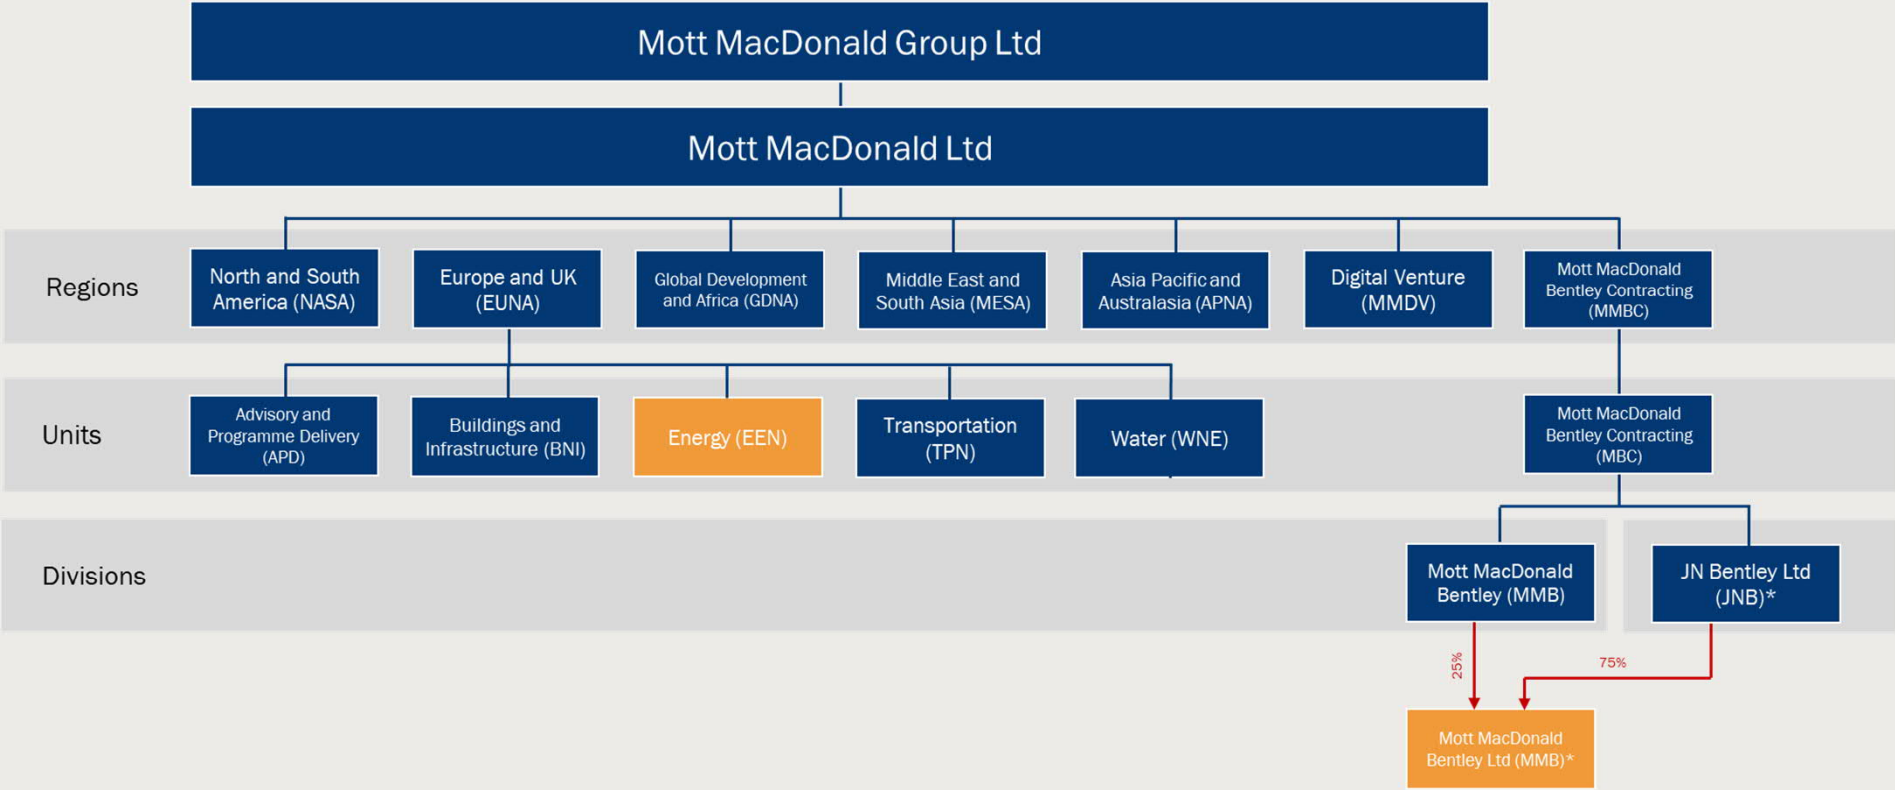 Mott MacDonald Group Ltd
Mott MacDonald Ltd
Regions
North and South
America (NASA)
Europe and UK
(EUNA)
Global Development
and Africa (GDNA)
Middle East and
South Asia (MESA)
Asia Pacific and
Australasia (APNA)
Digital Venture
(MMDV)
Mott MacDonald
Bentley Contracting
(MMBC)
Units
Advisory and
Programme Delivery
(APD)
Buildings and
Infrastructure (BNI)
Energy (EEN)
Transportation
(TPN)
Water (WNE)
Mott MacDonald
Bentley Contracting
(MBC)
Divisions
Mott MacDonald
Bentley (MMB)
JN Bentley Ltd
(JNB)*
25%
75%
Mott MacDonald
Bentley Ltd (MMB)*